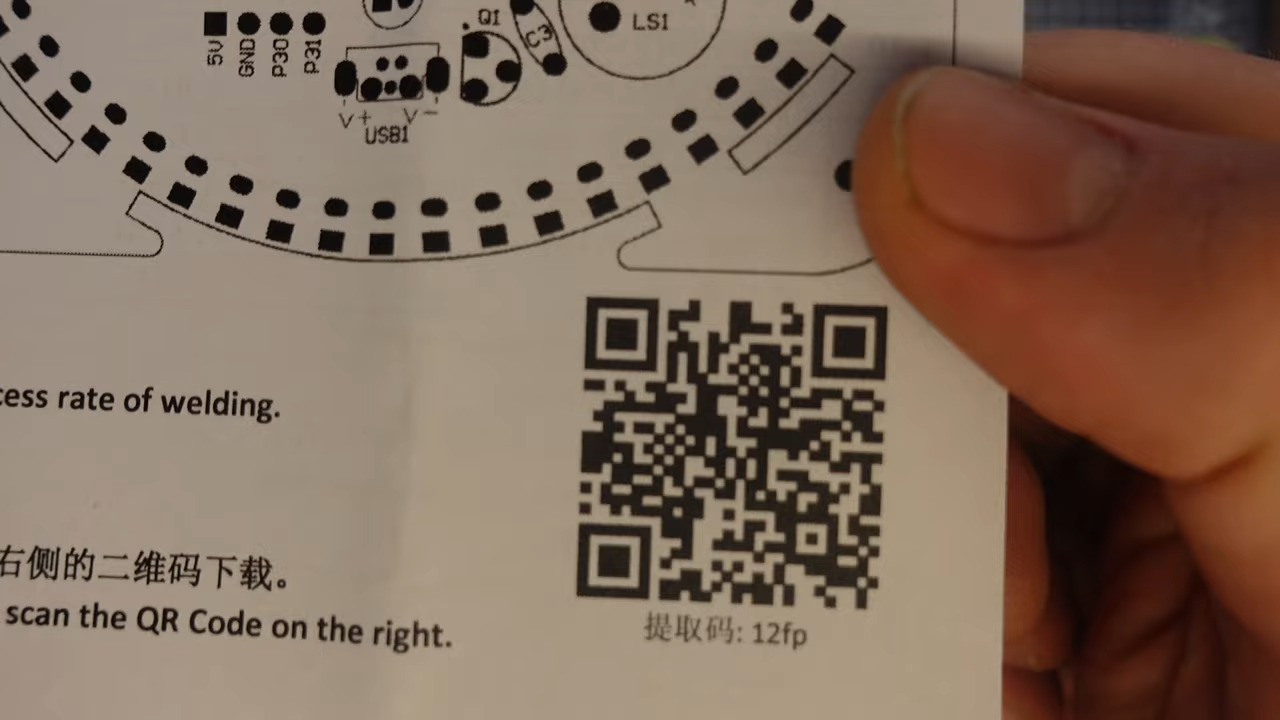 Q1
C3
LS1
5V
GND
P30
P31
V+ V-
USB1
cess rate of welding.
右侧的二维码下载。
scan the QR Code on the right.
提取码: 12fp